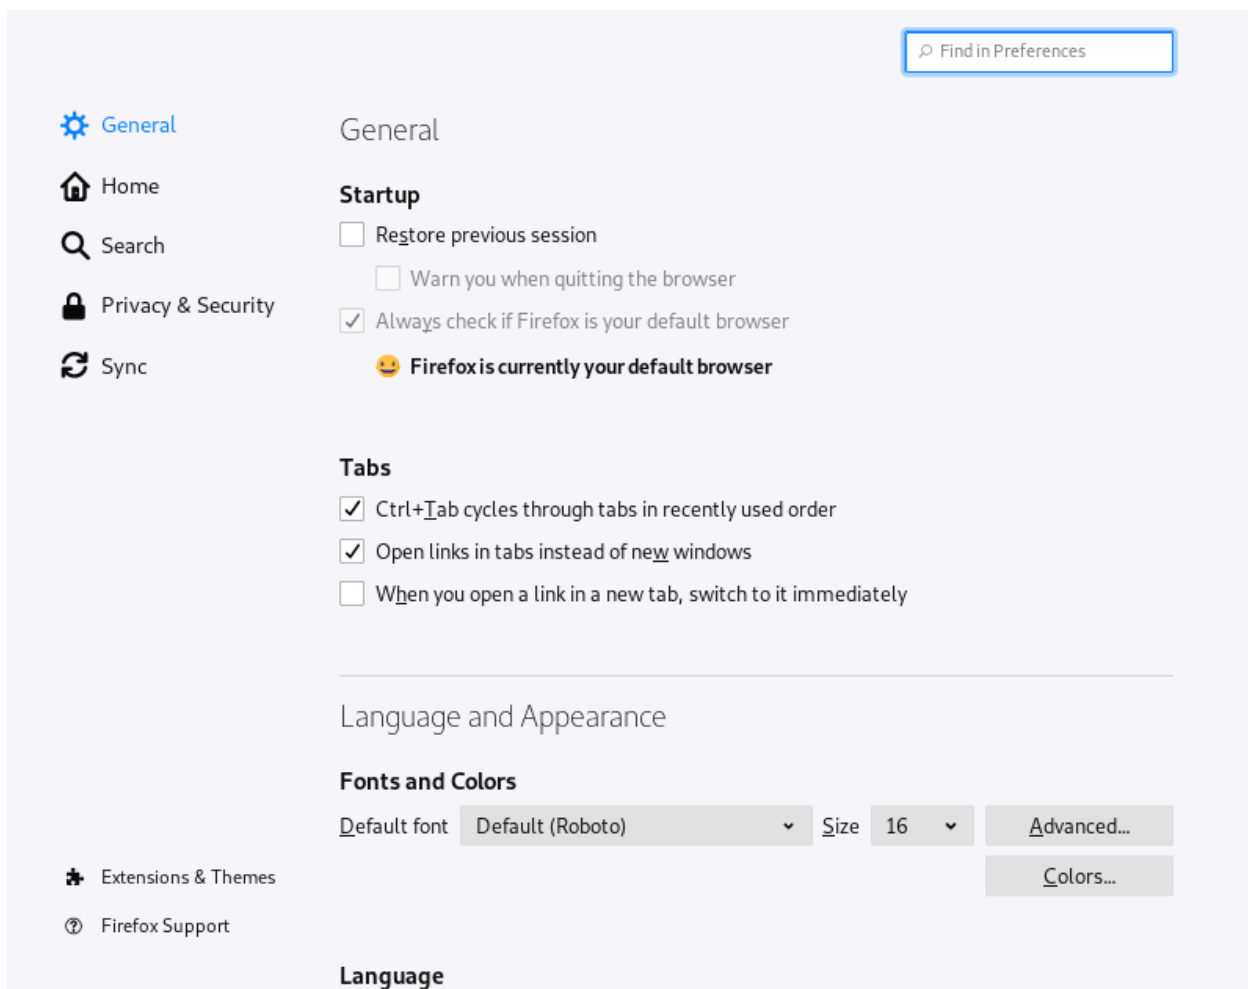 Find in Preferences
General
Home
Search
Privacy & Security
Sync
Extensions & Themes
Firefox Support
General
Startup
Restore previous session
Warn you when quitting the browser
Always check if Firefox is your default browser
Firefox is currently your default browser
Tabs
Ctrl+Tab cycles through tabs in recently used order
Open links in tabs instead of new windows
When you open a link in a new tab, switch to it immediately
Language and Appearance
Fonts and Colors
Default font Default (Roboto) Size 16 Advanced...
Colors...
Language